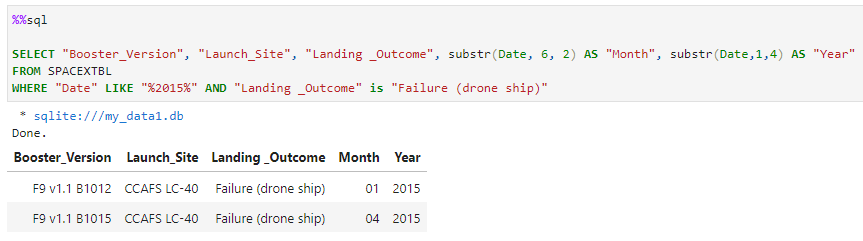 %%sql
SELECT "Booster_Version", "Launch_Site", "Landing _Outcome", substr(Date, 6, 2) AS "Month", substr(Date,1,4) AS "Year"
FROM SPACEXTBL
WHERE "Date" LIKE "%2015%" AND "Landing _Outcome" is "Failure (drone ship)"
* sqlite:///my_data1.db
Done.
Booster_Version Launch_Site Landing _Outcome Month Year
F9 v1.1 B1012 CCAFS LC-40 Failure (drone ship) 01 2015
F9 v1.1 B1015 CCAFS LC-40 Failure (drone ship) 04 2015